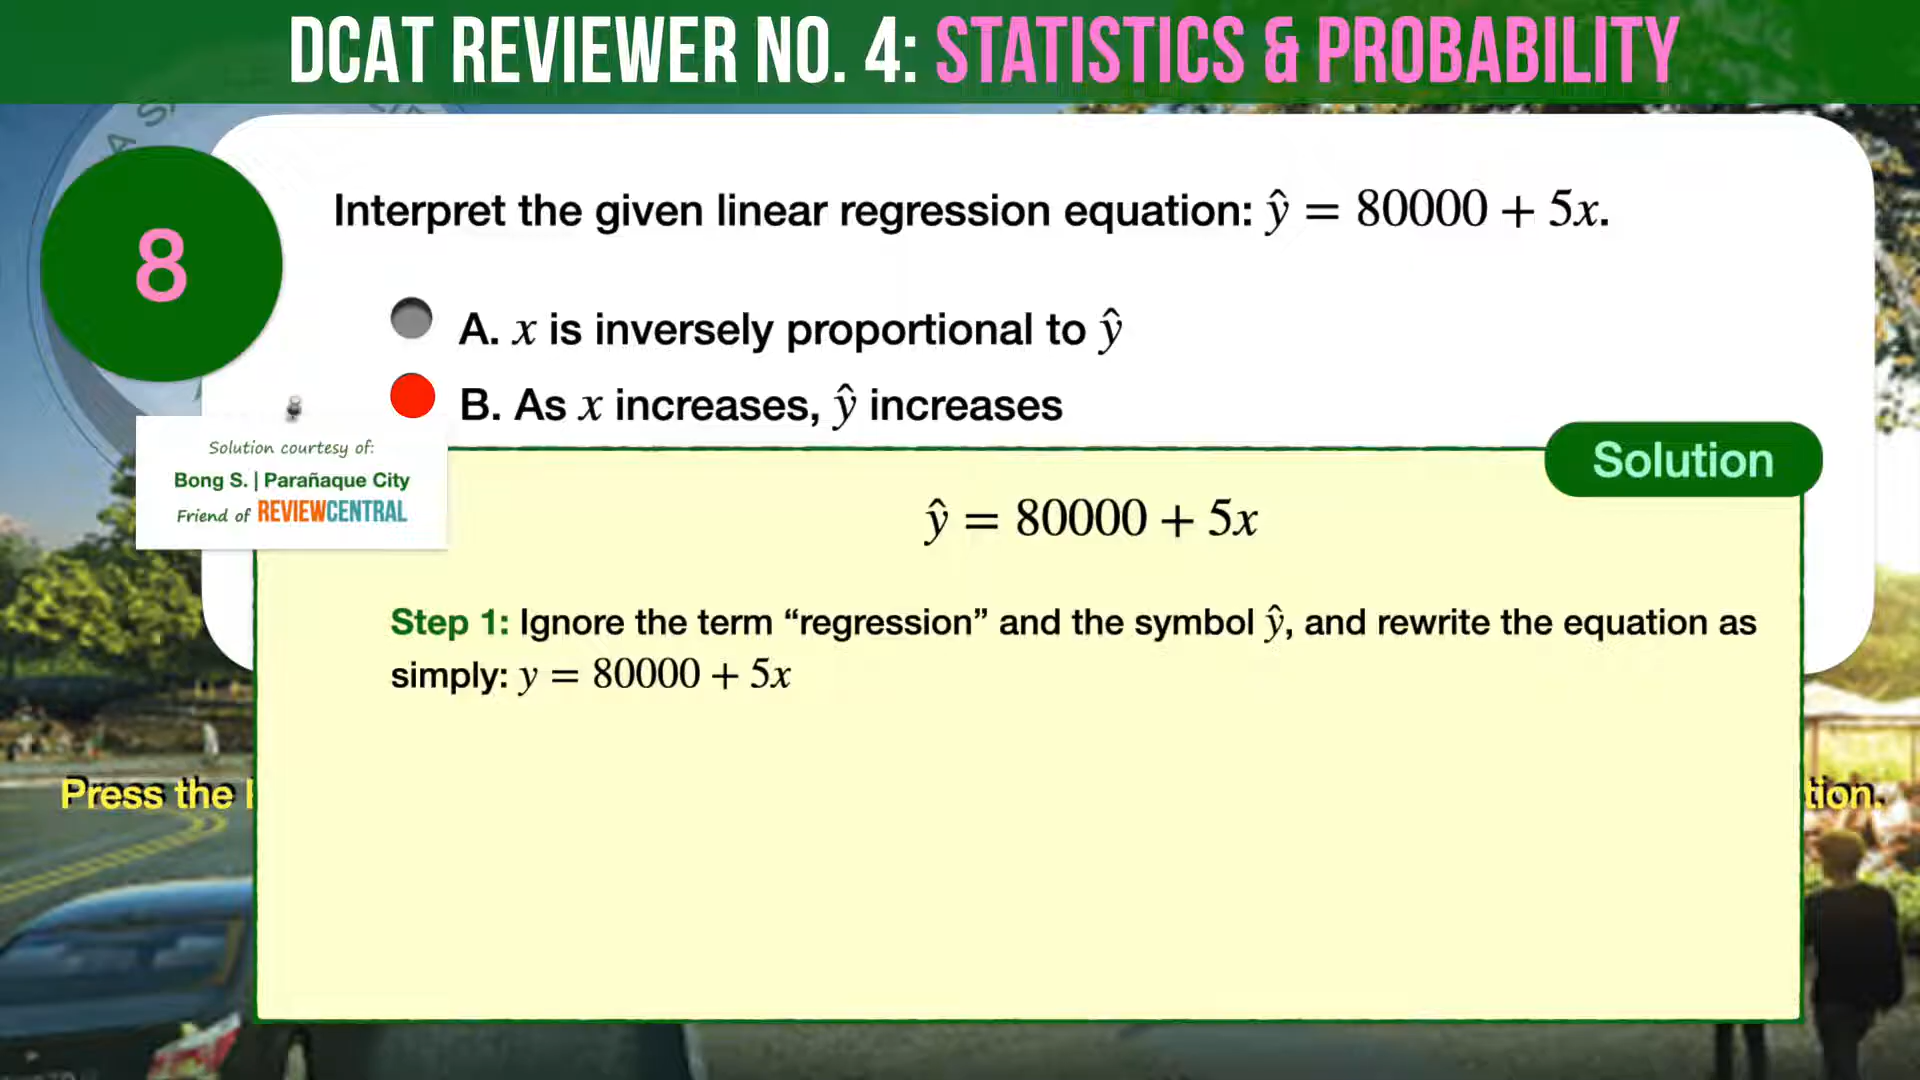 DCAT REVIEWER NO. 4: STATISTICS & PROBABILITY
8
Interpret the given linear regression equation: ŷ = 80000 + 5x.
A. x is inversely proportional to ŷ
B. As x increases, ŷ increases
Solution courtesy of:
Bong S. | Parañaque City
Friend of REVIEWCENTRAL
Solution
ŷ = 80000 + 5x
Step 1: Ignore the term “regression” and the symbol ŷ, and rewrite the equation as
simply: y = 80000 + 5x
Press the
tion.